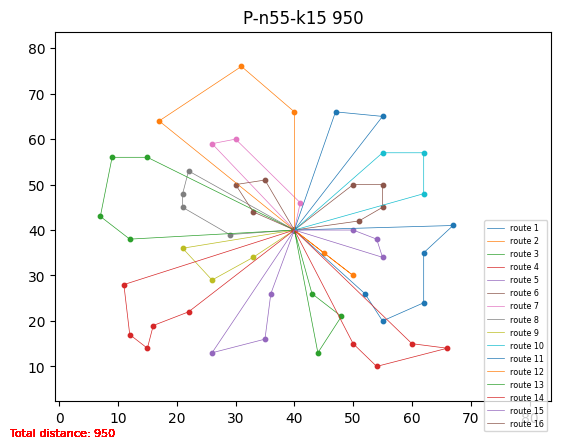 P-n55-k15 950
80
70
60
50
40
30
20
10
0 10 20 30 40 50 60 70 80
route 1
route 2
route 3
route 4
route 5
route 6
route 7
route 8
route 9
route 10
route 11
route 12
route 13
route 14
route 15
route 16
Total distance: 950